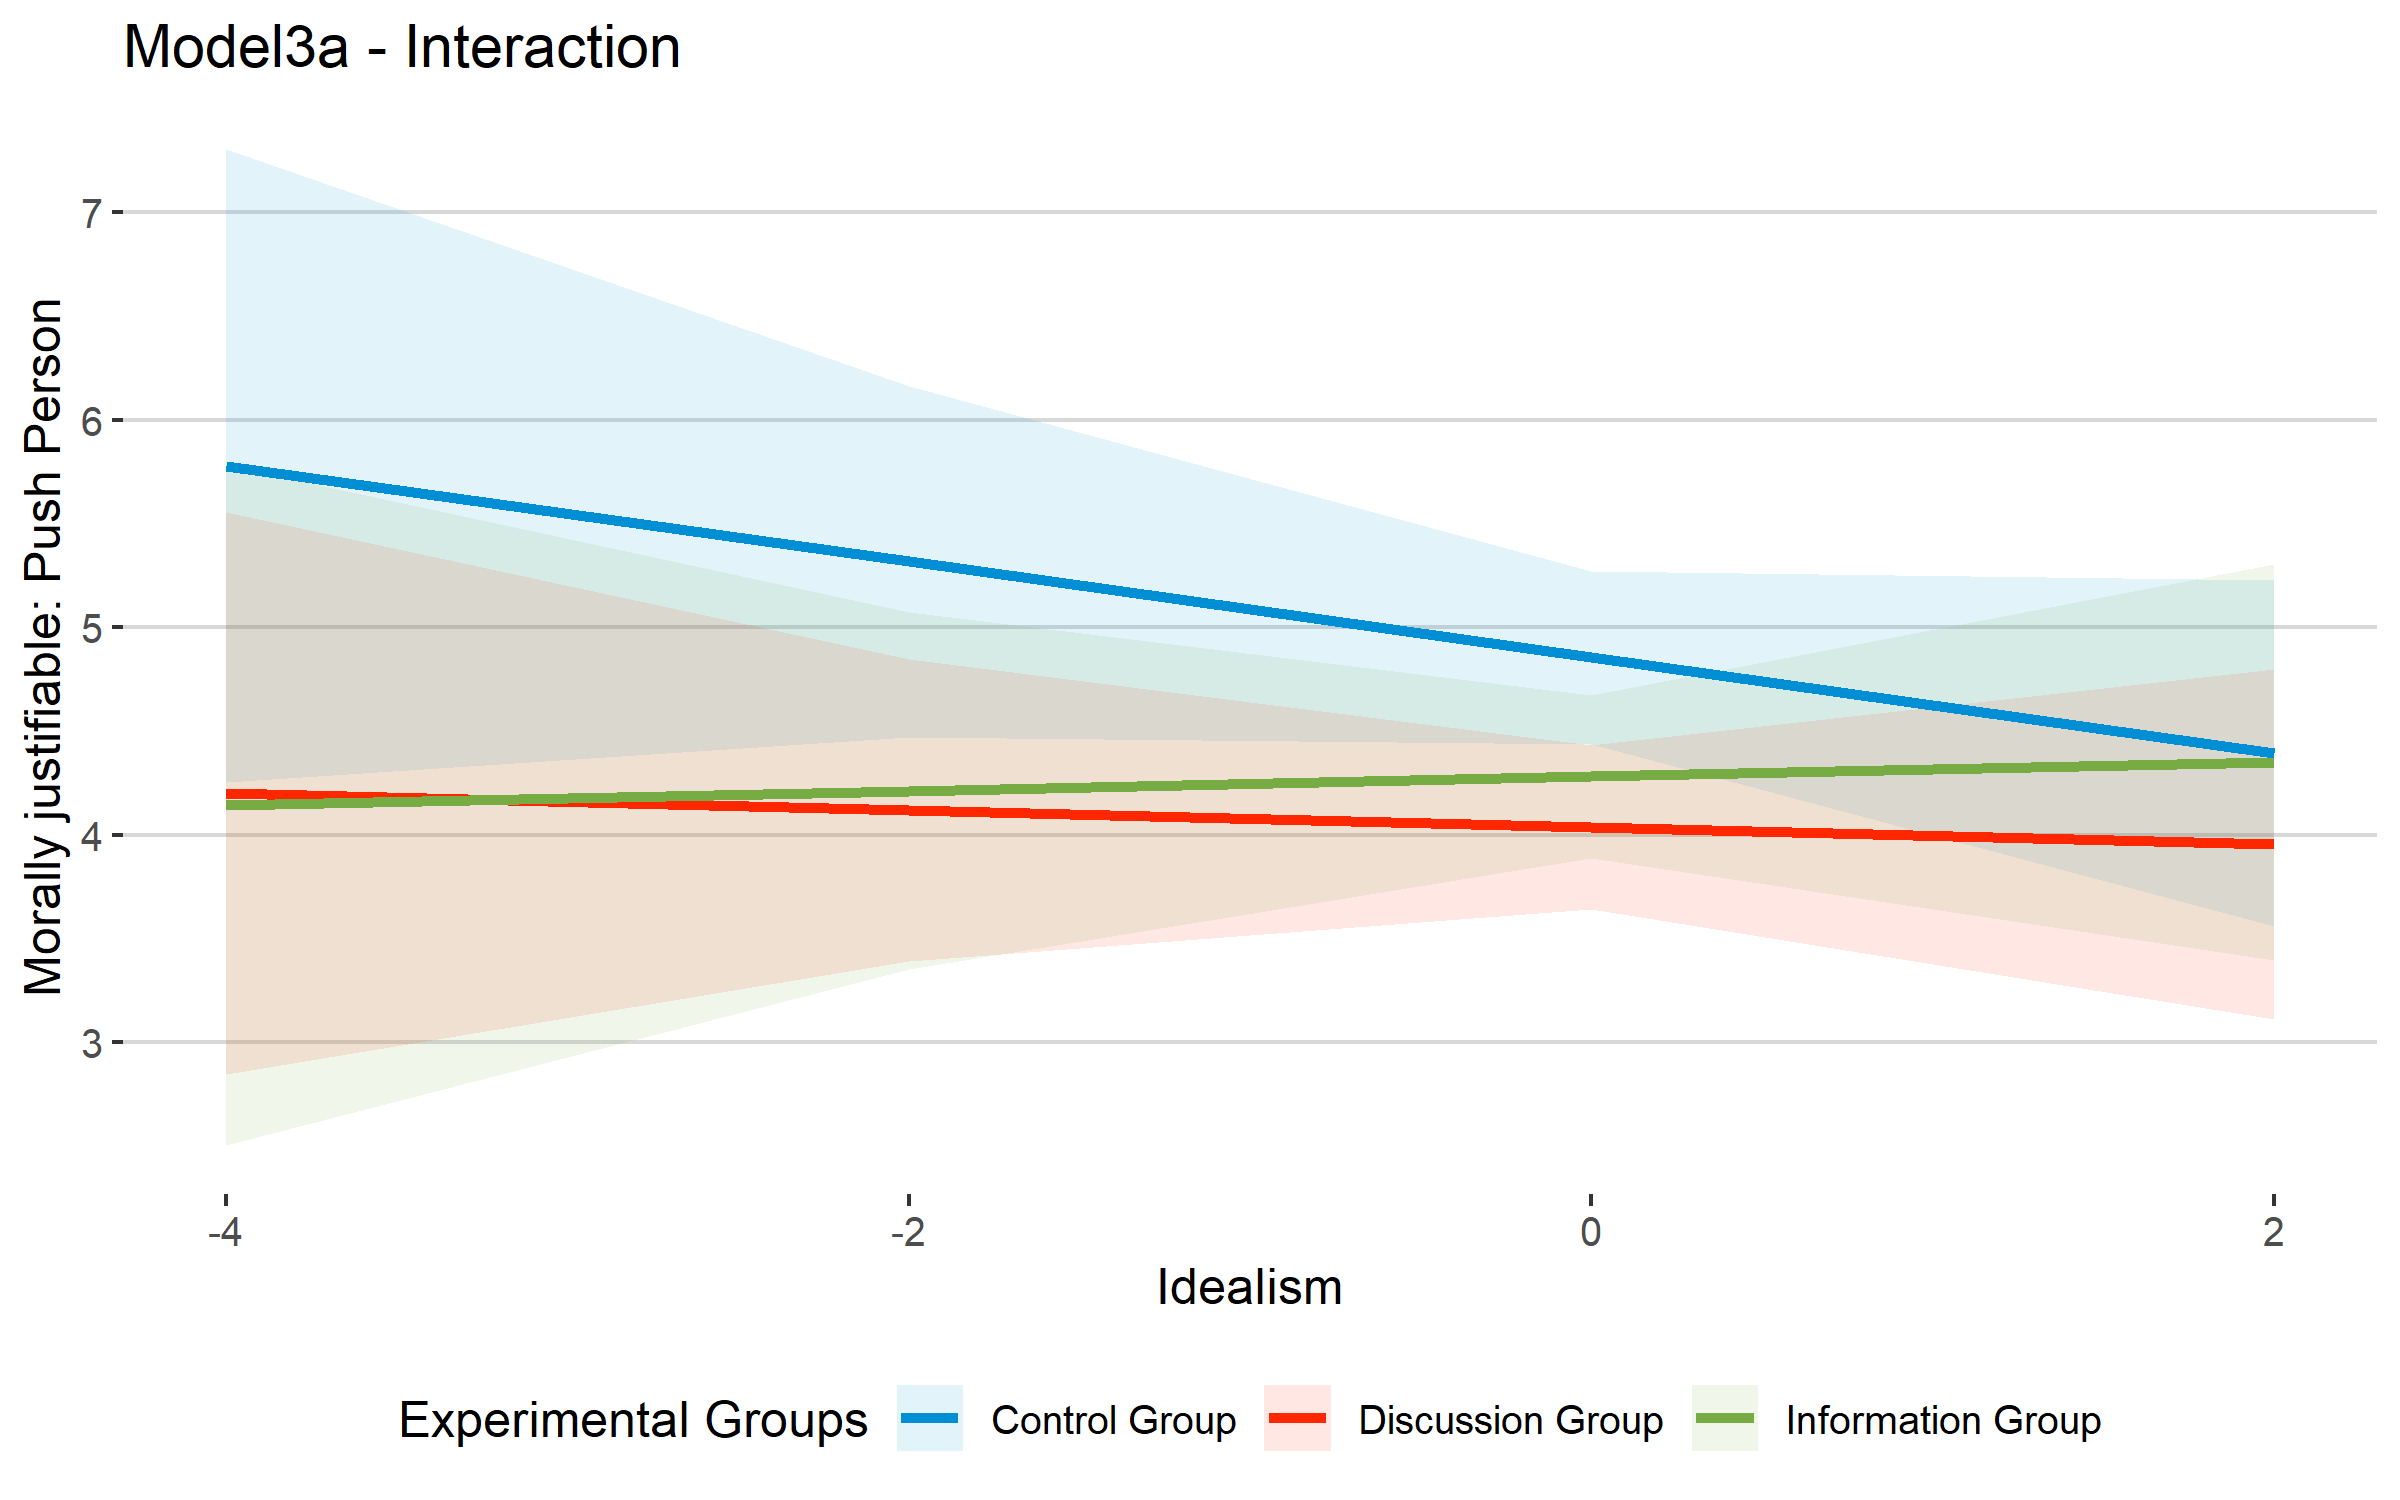 Model3a - Interaction
Morally justifiable: Push Person
7
6
5
4
3
-4
-2
0
2
Idealism
Experimental Groups
Control Group
Discussion Group
Information Group